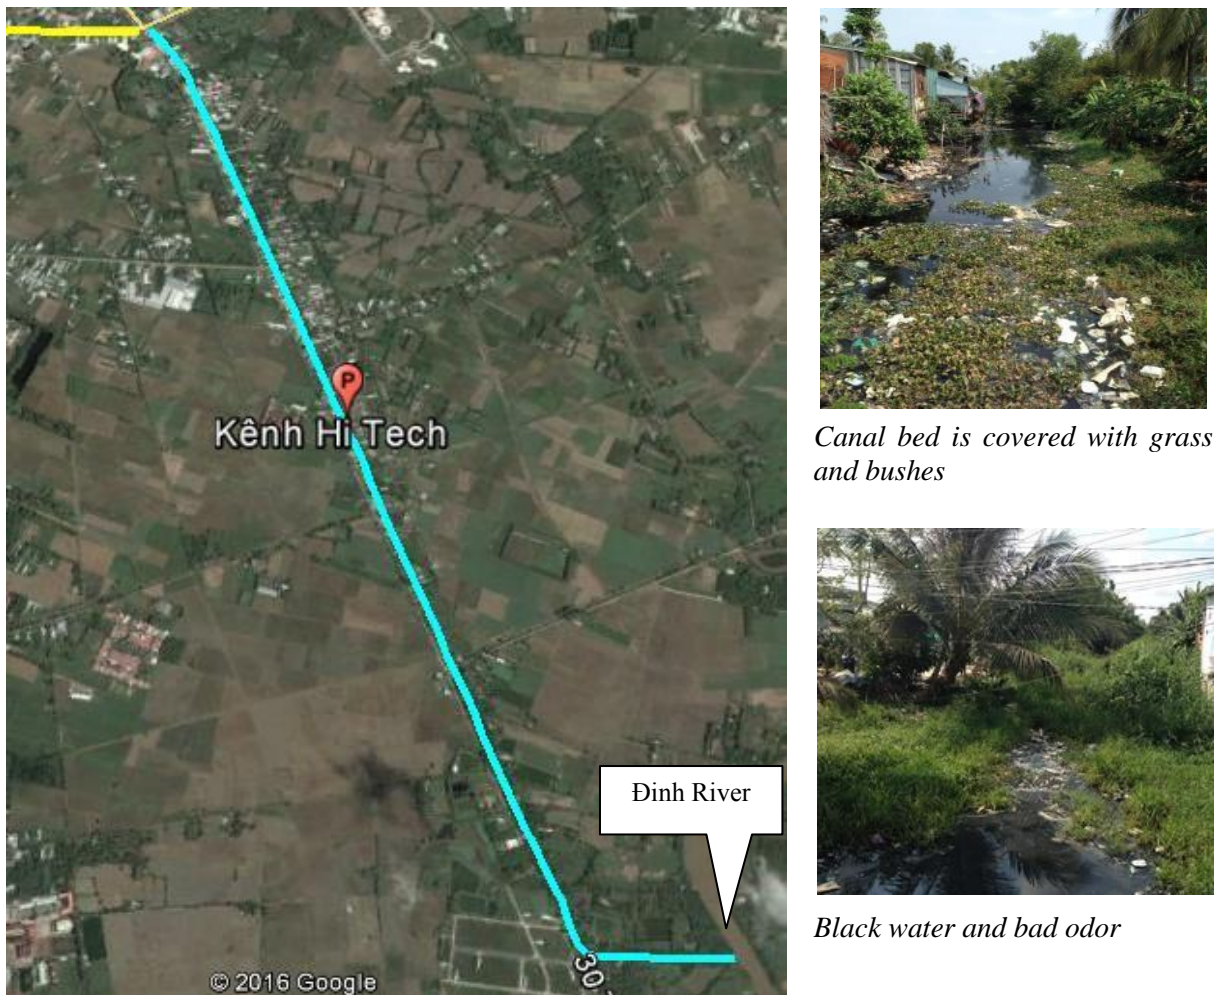 P
Kênh Hi Tech
Đinh River
30
© 2016 Google
Canal bed is covered with grass
and bushes
Black water and bad odor